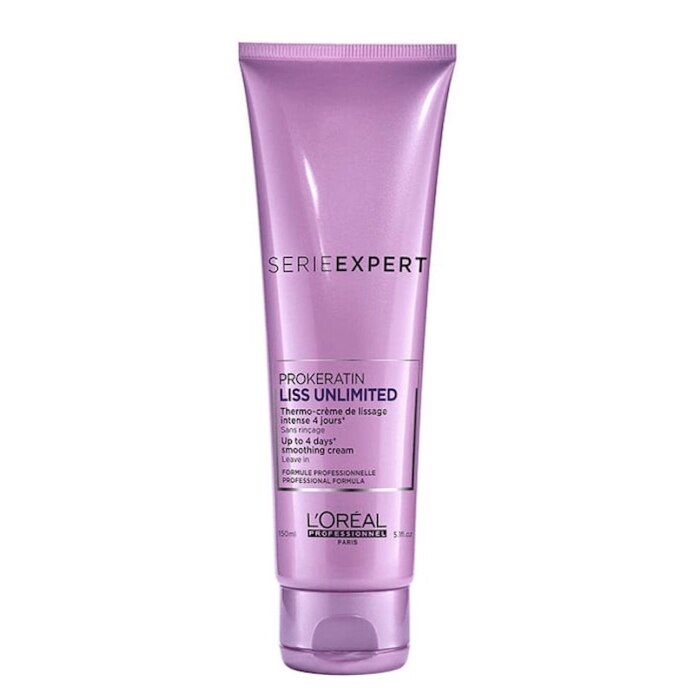 SERIEEXPERT
PROKERATIN
LISS UNLIMITED
Thermo-crème de lissage
intense 4 jours*
Sans rinçage
Up to 4 days*
smoothing cream
Leave in
FORMULE PROFESSIONNELLE
PROFESSIONAL FORMULA
L'ORÉAL
PROFESSIONNEL
PARIS
150ml 5.1fl.oz